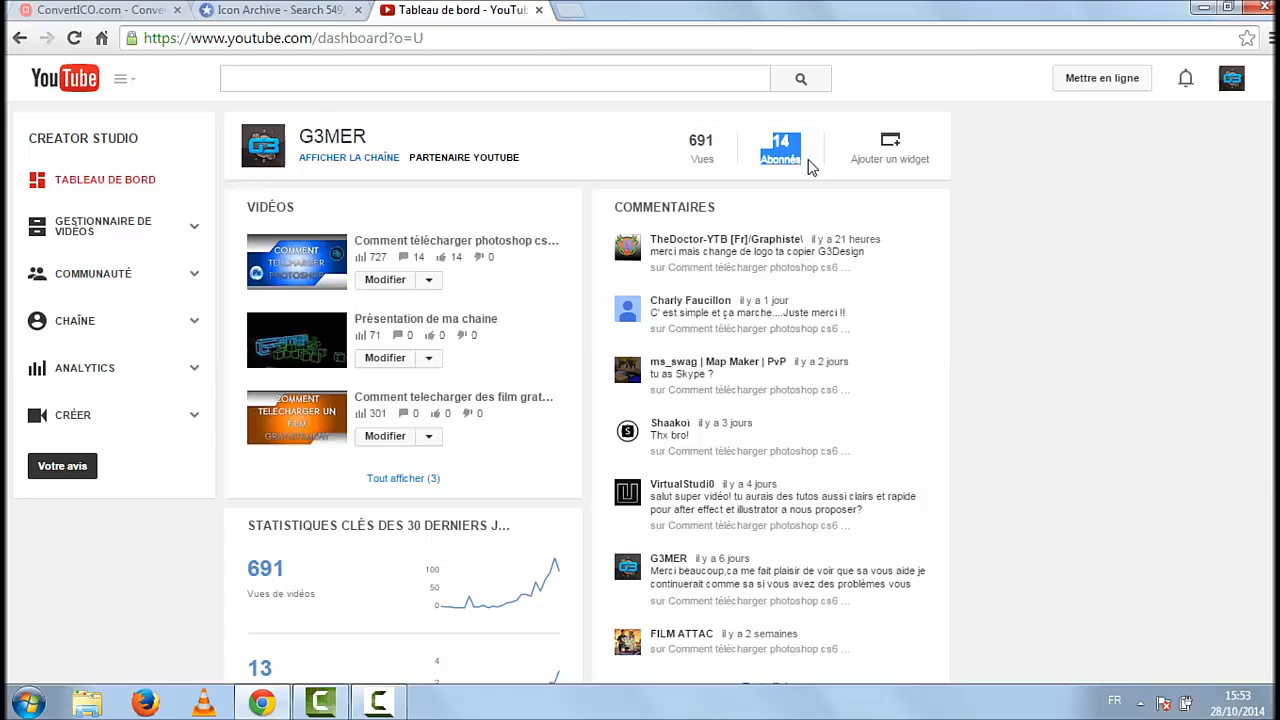 ConvertICO.com - Conve
Icon Archive - Search 549,
Tableau de bord - YouTu
https://www.youtube.com/dashboard?o=U
YouTube
Mettre en ligne
CREATOR STUDIO
TABLEAU DE BORD
GESTIONNAIRE DE
VIDÉOS
COMMUNAUTÉ
CHAÎNE
ANALYTICS
CRÉER
Votre avis
G3MER
AFFICHER LA CHAÎNE PARTENAIRE YOUTUBE
691
Vues
14
Abonnés
Ajouter un widget
VIDÉOS
COMMENT
TÉLÉCHARGER
PHOTOSHOP
Comment télécharger photoshop cs...
727 14 14 0
Modifier
Présentation de ma chaine
71 0 0 0
Modifier
COMMENT
TELECHARGER UN
FILM
GRATUITEMENT
Comment telecharger des film grat...
301 0 0 0
Modifier
Tout afficher (3)
STATISTIQUES CLÉS DES 30 DERNIERS J...
691
Vues de vidéos
100
50
0
13
4
COMMENTAIRES
TheDoctor-YTB [Fr]/Graphiste\ il y a 21 heures
merci mais change de logo ta copier G3Design
sur Comment télécharger photoshop cs6 ...
Charly Faucillon il y a 1 jour
C' est simple et ça marche....Juste merci !!
sur Comment télécharger photoshop cs6 ...
ms_swag | Map Maker | PvP il y a 2 jours
tu as Skype ?
sur Comment télécharger photoshop cs6 ...
Shaakoi il y a 3 jours
Thx bro!
sur Comment télécharger photoshop cs6 ...
VirtualStudi0 il y a 4 jours
salut super vidéo! tu aurais des tutos aussi clairs et rapide
pour after effect et illustrator a nous proposer?
sur Comment télécharger photoshop cs6 ...
G3MER il y a 6 jours
Merci beaucoup,ça me fait plaisir de voir que sa vous aide je
continuerait comme sa si vous avez des problèmes vous
sur Comment télécharger photoshop cs6 ...
FILM ATTAC il y a 2 semaines
sur Comment télécharger photoshop cs6 ...
FR
15:53
28/10/2014